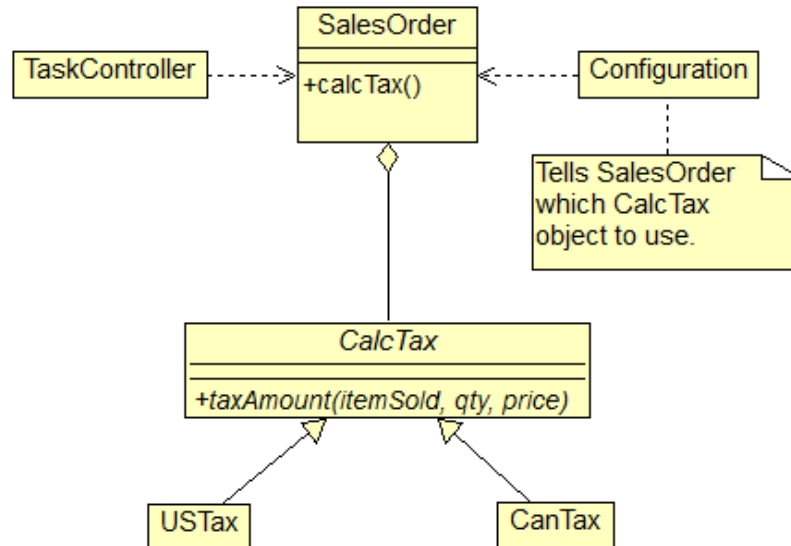 SalesOrder
TaskController
+calcTax()
Configuration
Tells SalesOrder
which CalcTax
object to use.
CalcTax
+taxAmount(itemSold, qty, price)
USTax
CanTax